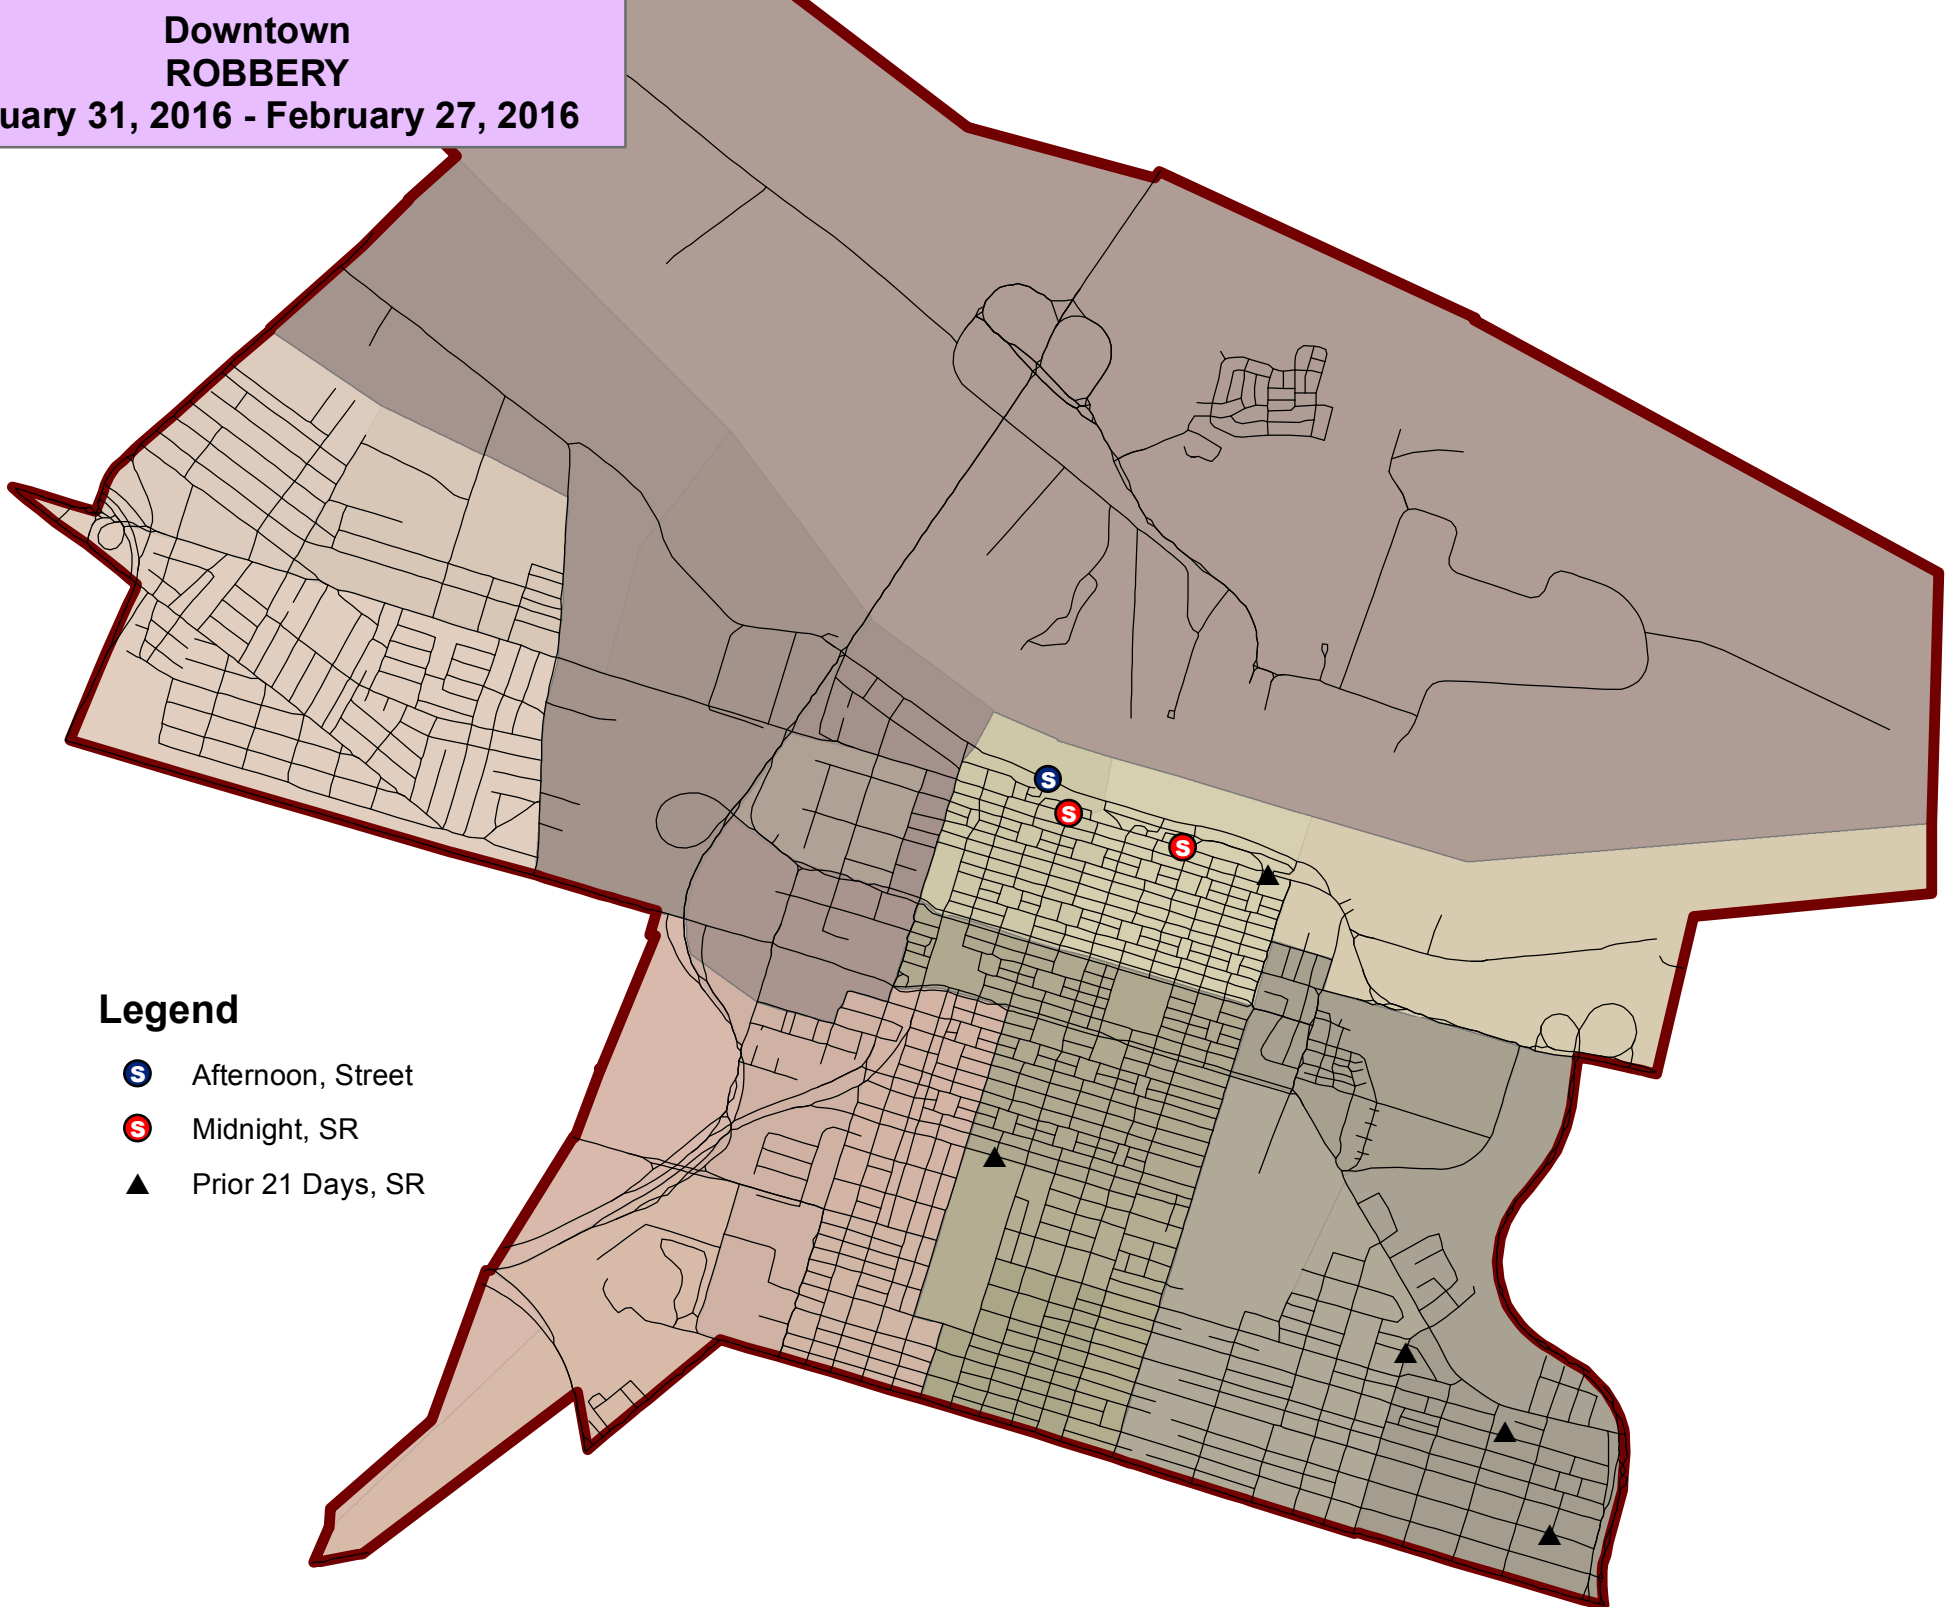 Downtown
ROBBERY
uary 31, 2016 - February 27, 2016
S
S
S
Legend
S Afternoon, Street
S Midnight, SR
Prior 21 Days, SR